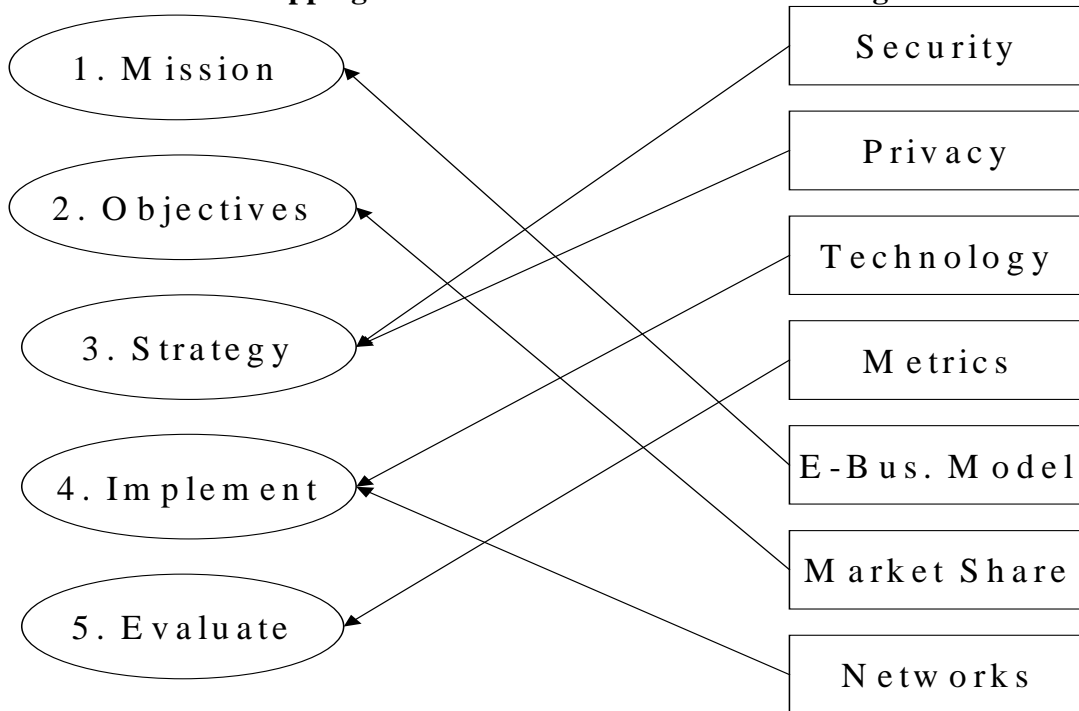 1. Mission
2. Objectives
3. Strategy
4. Implement
5. Evaluate
Security
Privacy
Technology
Metrics
E-Bus. Model
Market Share
Networks